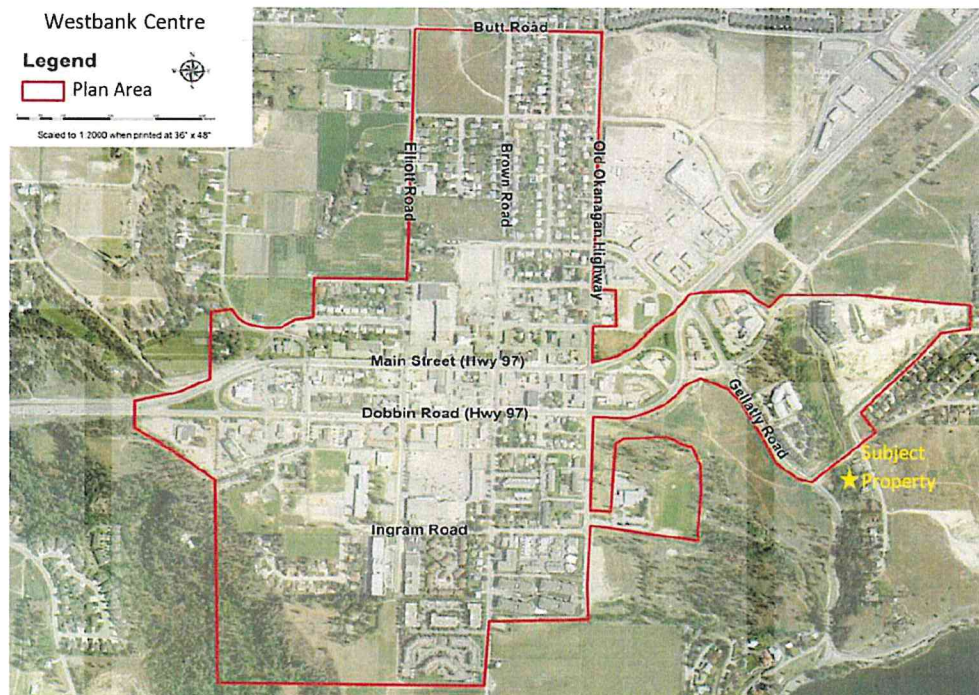 Westbank Centre
Legend
Plan Area
Scaled to 1:2000 when printed at 36" x 48"
Butt Road
Elliott Road
Brown Road
Old Okanagan Highway
Main Street (Hwy 97)
Dobbin Road (Hwy 97)
Gellatly Road
Subject
Property
Ingram Road